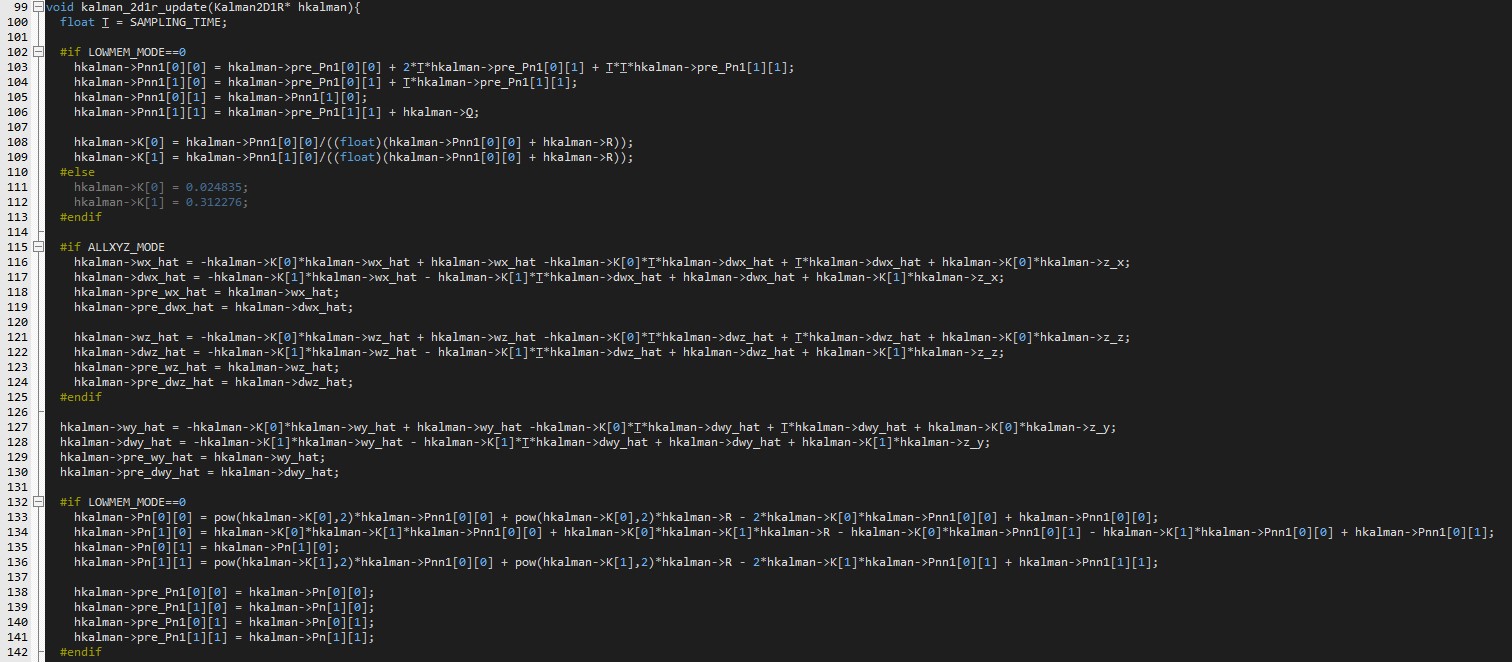 99 void kalman_2d1r_update(Kalman2D1R* hkalman){
100 float T = SAMPLING_TIME;
101
102 #if LOWMEM_MODE==0
103 hkalman->Pnn1[0][0] = hkalman->pre_Pn1[0][0] + 2*T*hkalman->pre_Pn1[0][1] + T*T*hkalman->pre_Pn1[1][1];
104 hkalman->Pnn1[1][0] = hkalman->pre_Pn1[0][1] + T*hkalman->pre_Pn1[1][1];
105 hkalman->Pnn1[0][1] = hkalman->Pnn1[1][0];
106 hkalman->Pnn1[1][1] = hkalman->pre_Pn1[1][1] + hkalman->Q;
107
108 hkalman->K[0] = hkalman->Pnn1[0][0]/((float)(hkalman->Pnn1[0][0] + hkalman->R));
109 hkalman->K[1] = hkalman->Pnn1[1][0]/((float)(hkalman->Pnn1[0][0] + hkalman->R));
110 #else
111 hkalman->K[0] = 0.024835;
112 hkalman->K[1] = 0.312276;
113 #endif
114
115 #if ALLXYZ_MODE
116 hkalman->wx_hat = -hkalman->K[0]*hkalman->wx_hat + hkalman->wx_hat -hkalman->K[0]*T*hkalman->dwx_hat + T*hkalman->dwx_hat + hkalman->K[0]*hkalman->z_x;
117 hkalman->dwx_hat = -hkalman->K[1]*hkalman->wx_hat - hkalman->K[1]*T*hkalman->dwx_hat + hkalman->dwx_hat + hkalman->K[1]*hkalman->z_x;
118 hkalman->pre_wx_hat = hkalman->wx_hat;
119 hkalman->pre_dwx_hat = hkalman->dwx_hat;
120
121 hkalman->wz_hat = -hkalman->K[0]*hkalman->wz_hat + hkalman->wz_hat -hkalman->K[0]*T*hkalman->dwz_hat + T*hkalman->dwz_hat + hkalman->K[0]*hkalman->z_z;
122 hkalman->dwz_hat = -hkalman->K[1]*hkalman->wz_hat - hkalman->K[1]*T*hkalman->dwz_hat + hkalman->dwz_hat + hkalman->K[1]*hkalman->z_z;
123 hkalman->pre_wz_hat = hkalman->wz_hat;
124 hkalman->pre_dwz_hat = hkalman->dwz_hat;
125 #endif
126
127 hkalman->wy_hat = -hkalman->K[0]*hkalman->wy_hat + hkalman->wy_hat -hkalman->K[0]*T*hkalman->dwy_hat + T*hkalman->dwy_hat + hkalman->K[0]*hkalman->z_y;
128 hkalman->dwy_hat = -hkalman->K[1]*hkalman->wy_hat - hkalman->K[1]*T*hkalman->dwy_hat + hkalman->dwy_hat + hkalman->K[1]*hkalman->z_y;
129 hkalman->pre_wy_hat = hkalman->wy_hat;
130 hkalman->pre_dwy_hat = hkalman->dwy_hat;
131
132 #if LOWMEM_MODE==0
133 hkalman->Pn[0][0] = pow(hkalman->K[0],2)*hkalman->Pnn1[0][0] + pow(hkalman->K[0],2)*hkalman->R - 2*hkalman->K[0]*hkalman->Pnn1[0][0] + hkalman->Pnn1[0][0];
134 hkalman->Pn[1][0] = hkalman->K[0]*hkalman->K[1]*hkalman->Pnn1[0][0] + hkalman->K[0]*hkalman->K[1]*hkalman->R - hkalman->K[0]*hkalman->Pnn1[0][1] - hkalman->K[1]*hkalman->Pnn1[0][0] + hkalman->Pnn1[0][1];
135 hkalman->Pn[0][1] = hkalman->Pn[1][0];
136 hkalman->Pn[1][1] = pow(hkalman->K[1],2)*hkalman->Pnn1[0][0] + pow(hkalman->K[1],2)*hkalman->R - 2*hkalman->K[1]*hkalman->Pnn1[0][1] + hkalman->Pnn1[1][1];
137
138 hkalman->pre_Pn1[0][0] = hkalman->Pn[0][0];
139 hkalman->pre_Pn1[1][0] = hkalman->Pn[1][0];
140 hkalman->pre_Pn1[0][1] = hkalman->Pn[0][1];
141 hkalman->pre_Pn1[1][1] = hkalman->Pn[1][1];
142 #endif